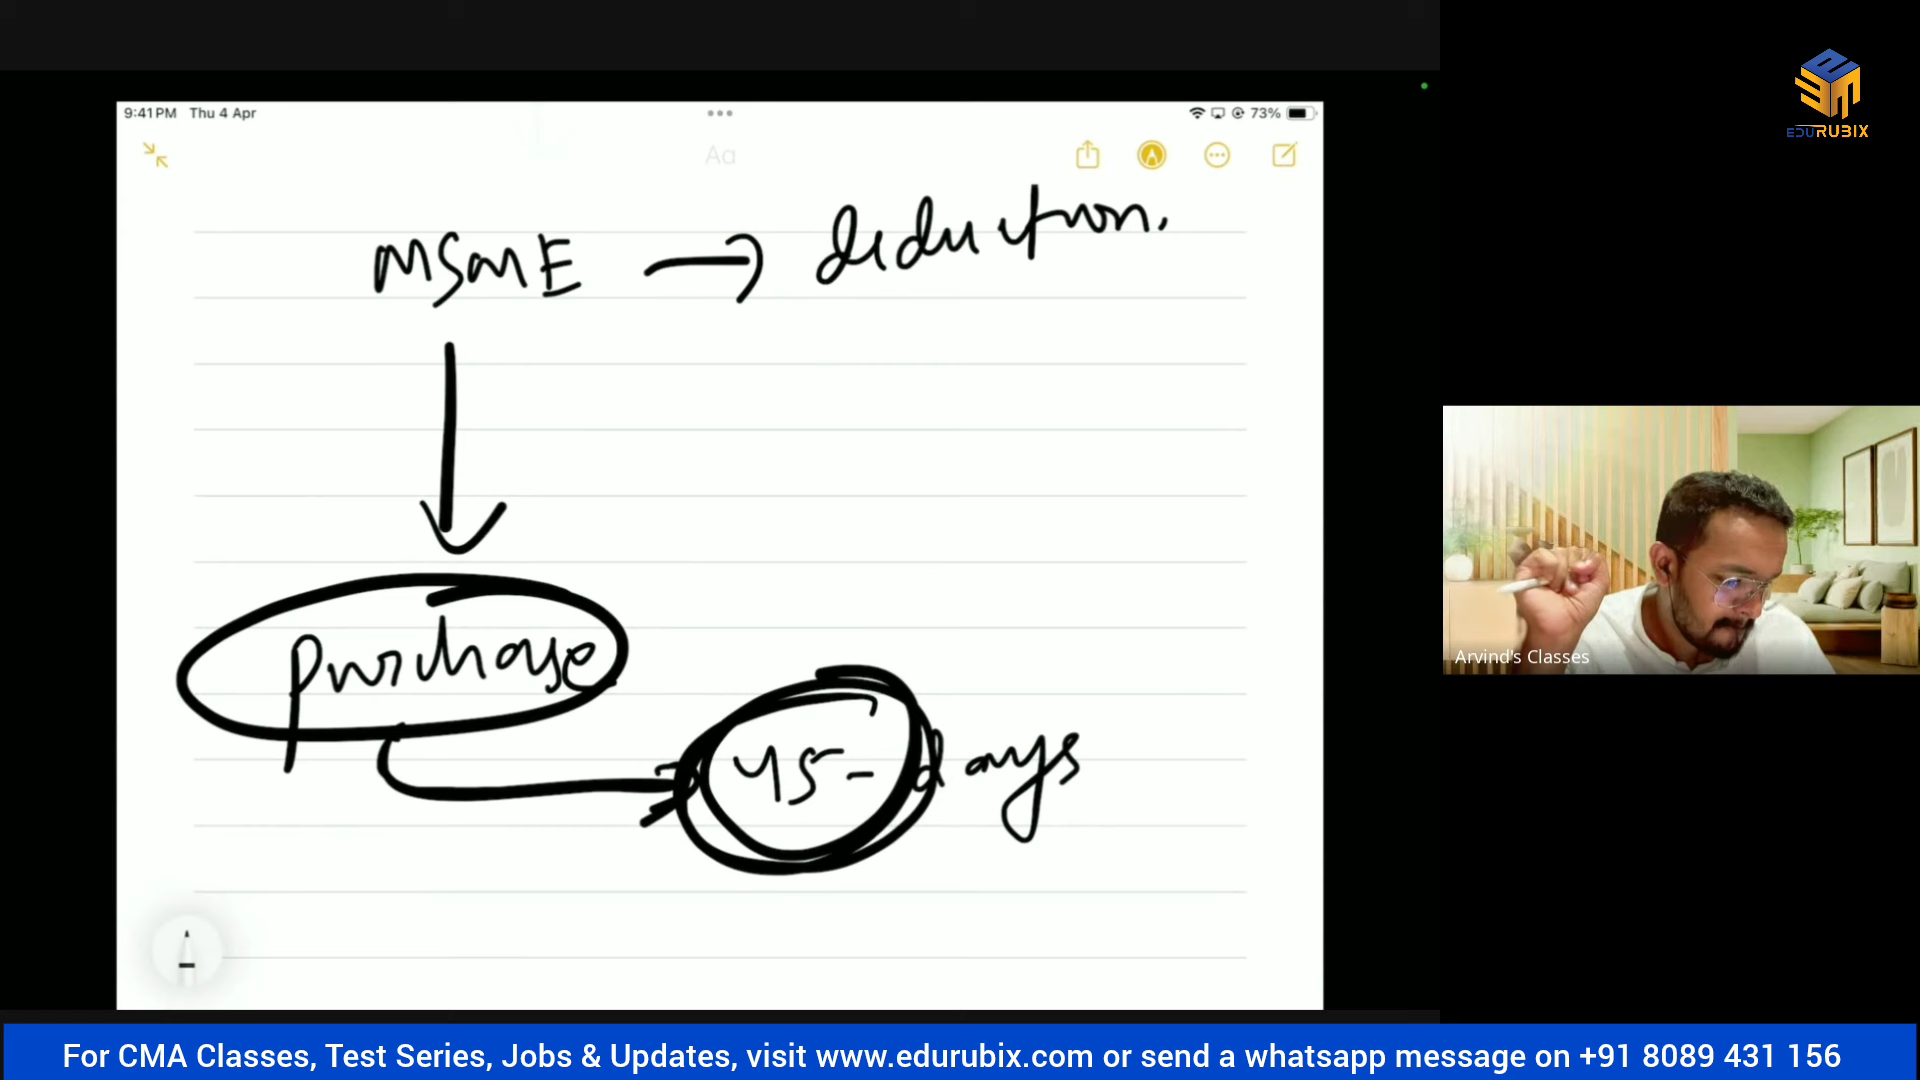 9:41 PM Thu 4 Apr
73%
Aa
MSME → deduction.
purchase
45- days
EDURUBIX
Arvind's Classes
For CMA Classes, Test Series, Jobs & Updates, visit www.edurubix.com or send a whatsapp message on +91 8089 431 156